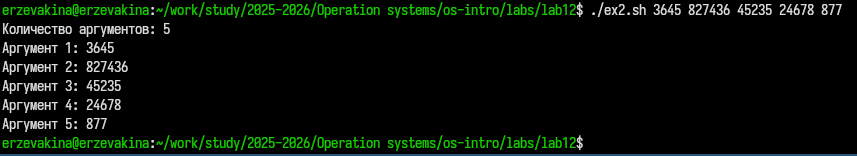 erzevakina@erzevakina:~/work/study/2025-2026/Operation systems/os-intro/labs/lab12$ ./ex2.sh 3645 827436 45235 24678 877
Количество аргументов: 5
Аргумент 1: 3645
Аргумент 2: 827436
Аргумент 3: 45235
Аргумент 4: 24678
Аргумент 5: 877
erzevakina@erzevakina:~/work/study/2025-2026/Operation systems/os-intro/labs/lab12$